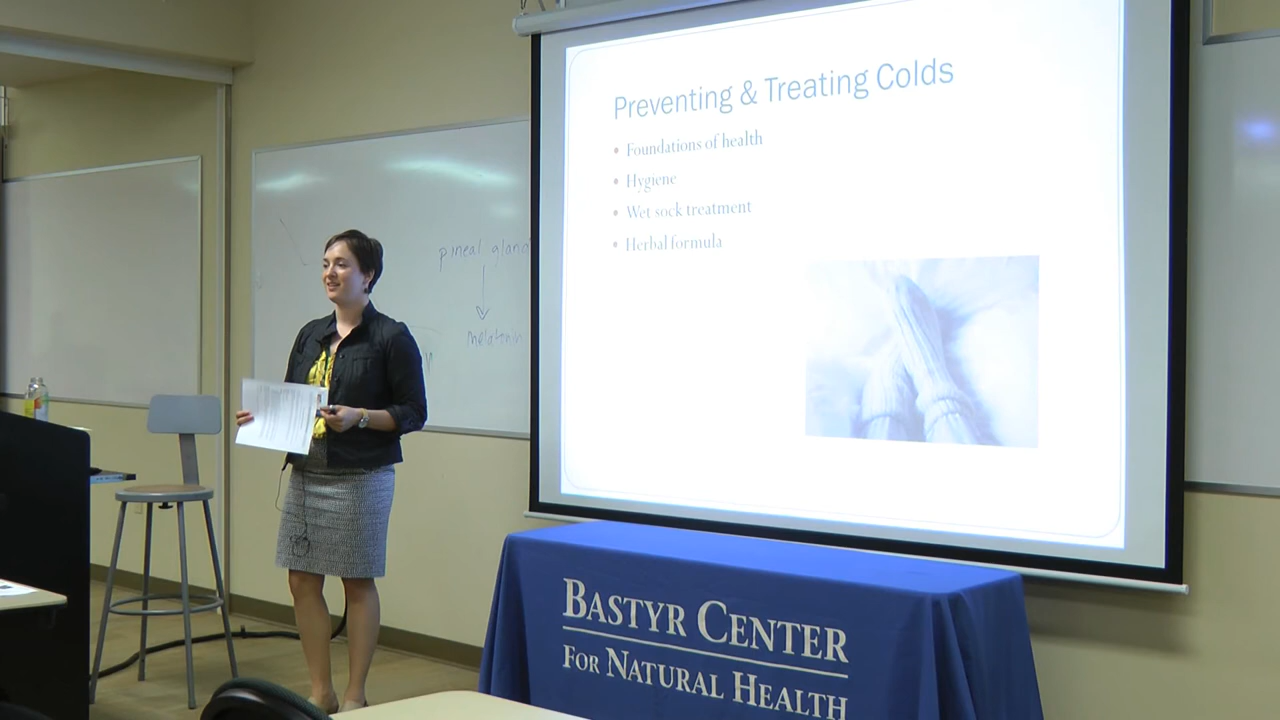 Preventing & Treating Colds
• Foundations of health
• Hygiene
• Wet sock treatment
• Herbal formula
pineal gland
melatonin
BASTYR CENTER
FOR NATURAL HEALTH